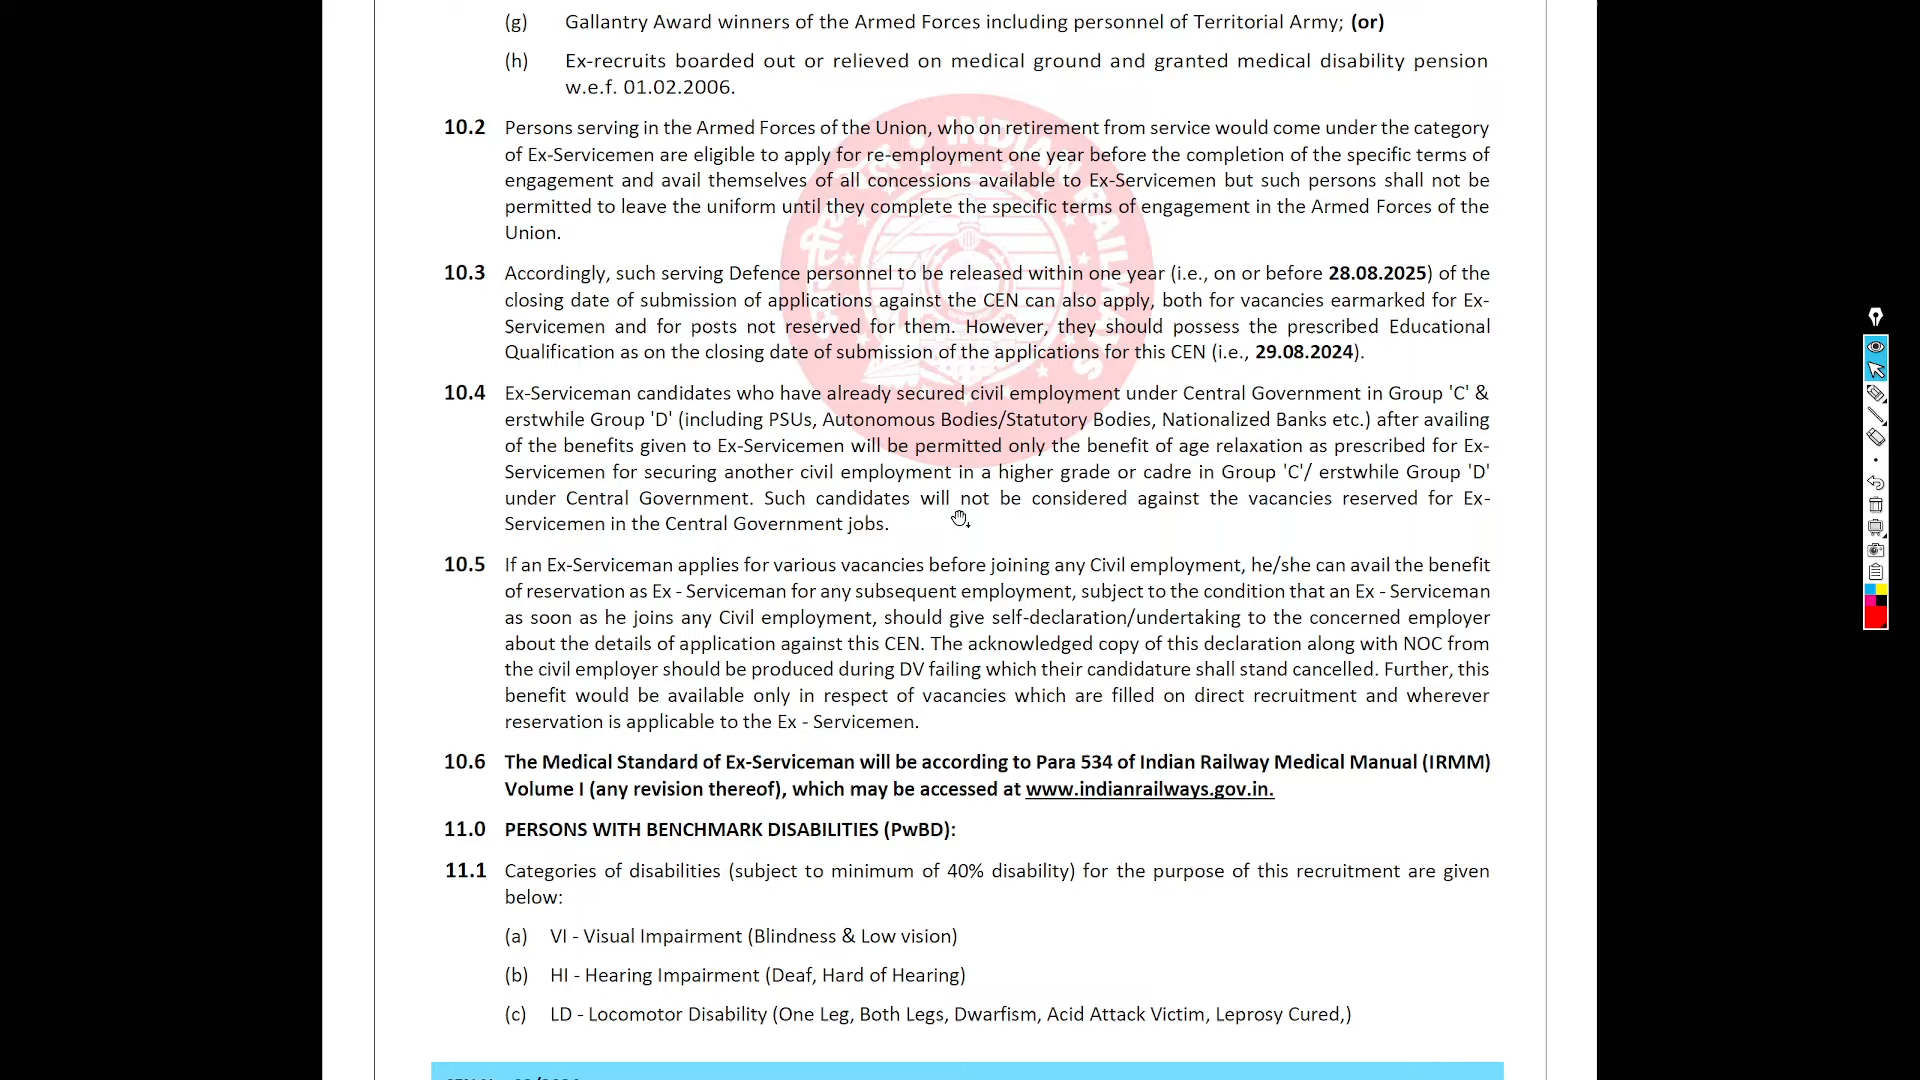 (g) Gallantry Award winners of the Armed Forces including personnel of Territorial Army; (or)
(h) Ex-recruits boarded out or relieved on medical ground and granted medical disability pension
w.e.f. 01.02.2006.
10.2 Persons serving in the Armed Forces of the Union, who on retirement from service would come under the category
of Ex-Servicemen are eligible to apply for re-employment one year before the completion of the specific terms of
engagement and avail themselves of all concessions available to Ex-Servicemen but such persons shall not be
permitted to leave the uniform until they complete the specific terms of engagement in the Armed Forces of the
Union.
10.3 Accordingly, such serving Defence personnel to be released within one year (i.e., on or before 28.08.2025) of the
closing date of submission of applications against the CEN can also apply, both for vacancies earmarked for Ex-
Servicemen and for posts not reserved for them. However, they should possess the prescribed Educational
Qualification as on the closing date of submission of the applications for this CEN (i.e., 29.08.2024).
10.4 Ex-Serviceman candidates who have already secured civil employment under Central Government in Group 'C' &
erstwhile Group 'D' (including PSUs, Autonomous Bodies/Statutory Bodies, Nationalized Banks etc.) after availing
of the benefits given to Ex-Servicemen will be permitted only the benefit of age relaxation as prescribed for Ex-
Servicemen for securing another civil employment in a higher grade or cadre in Group 'C'/ erstwhile Group 'D'
under Central Government. Such candidates will not be considered against the vacancies reserved for Ex-
Servicemen in the Central Government jobs.
10.5 If an Ex-Serviceman applies for various vacancies before joining any Civil employment, he/she can avail the benefit
of reservation as Ex - Serviceman for any subsequent employment, subject to the condition that an Ex - Serviceman
as soon as he joins any Civil employment, should give self-declaration/undertaking to the concerned employer
about the details of application against this CEN. The acknowledged copy of this declaration along with NOC from
the civil employer should be produced during DV failing which their candidature shall stand cancelled. Further, this
benefit would be available only in respect of vacancies which are filled on direct recruitment and wherever
reservation is applicable to the Ex - Servicemen.
10.6 The Medical Standard of Ex-Serviceman will be according to Para 534 of Indian Railway Medical Manual (IRMM)
Volume I (any revision thereof), which may be accessed at www.indianrailways.gov.in.
11.0 PERSONS WITH BENCHMARK DISABILITIES (PwBD):
11.1 Categories of disabilities (subject to minimum of 40% disability) for the purpose of this recruitment are given
below:
(a) VI - Visual Impairment (Blindness & Low vision)
(b) HI - Hearing Impairment (Deaf, Hard of Hearing)
(c) LD - Locomotor Disability (One Leg, Both Legs, Dwarfism, Acid Attack Victim, Leprosy Cured,)
INDIAN RAILWAYS